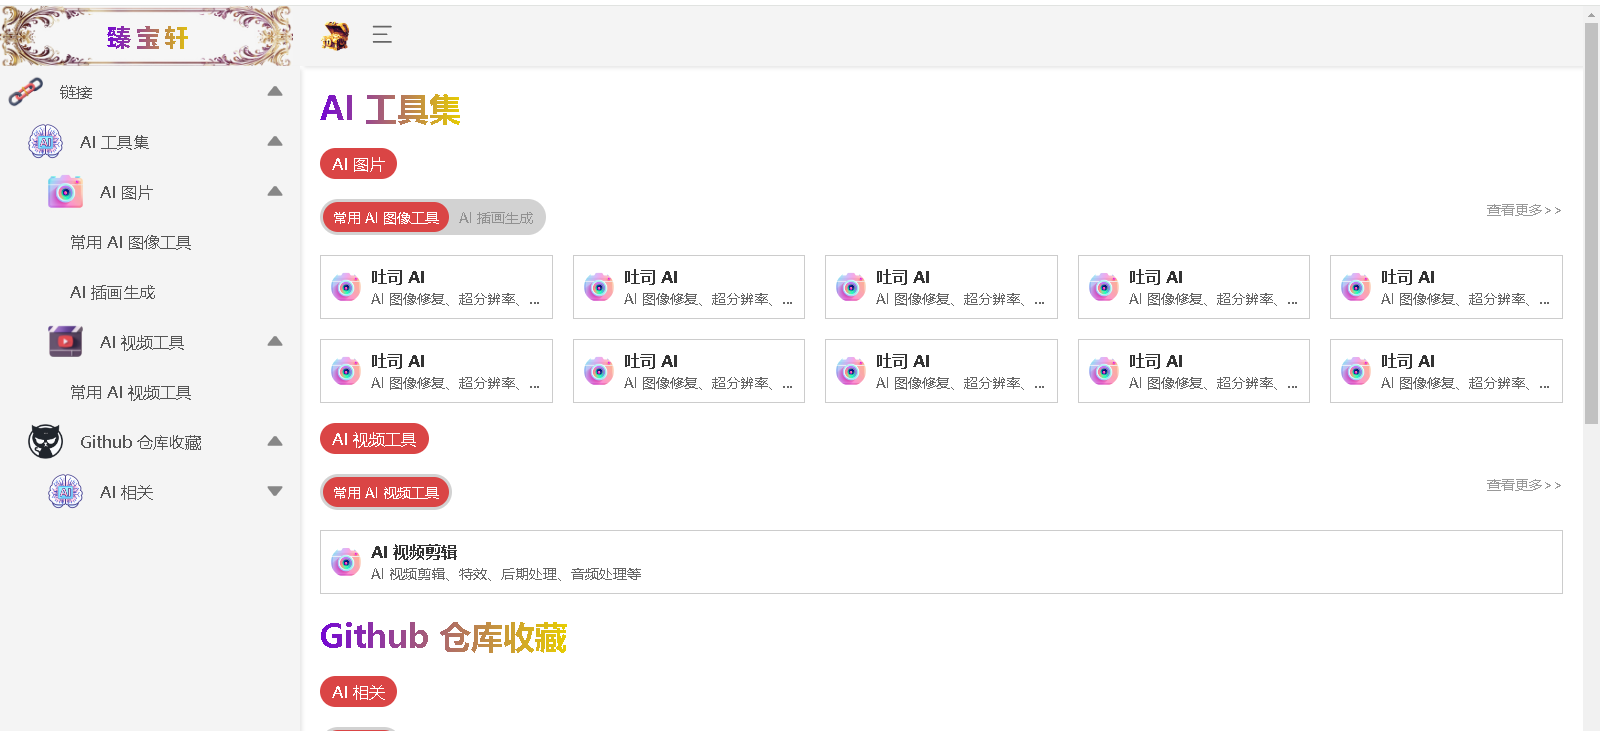 臻宝轩
链接
AI 工具集
AI 图片
常用 AI 图像工具
AI 插画生成
AI 视频工具
常用 AI 视频工具
Github 仓库收藏
AI 相关
AI 工具集
AI 图片
常用 AI 图像工具 AI 插画生成
查看更多>>
吐司 AI
AI 图像修复、超分辨率、...
吐司 AI
AI 图像修复、超分辨率、...
吐司 AI
AI 图像修复、超分辨率、...
吐司 AI
AI 图像修复、超分辨率、...
吐司 AI
AI 图像修复、超分辨率、...
吐司 AI
AI 图像修复、超分辨率、...
吐司 AI
AI 图像修复、超分辨率、...
吐司 AI
AI 图像修复、超分辨率、...
吐司 AI
AI 图像修复、超分辨率、...
吐司 AI
AI 图像修复、超分辨率、...
AI 视频工具
常用 AI 视频工具
查看更多>>
AI 视频剪辑
AI 视频剪辑、特效、后期处理、音频处理等
Github 仓库收藏
AI 相关